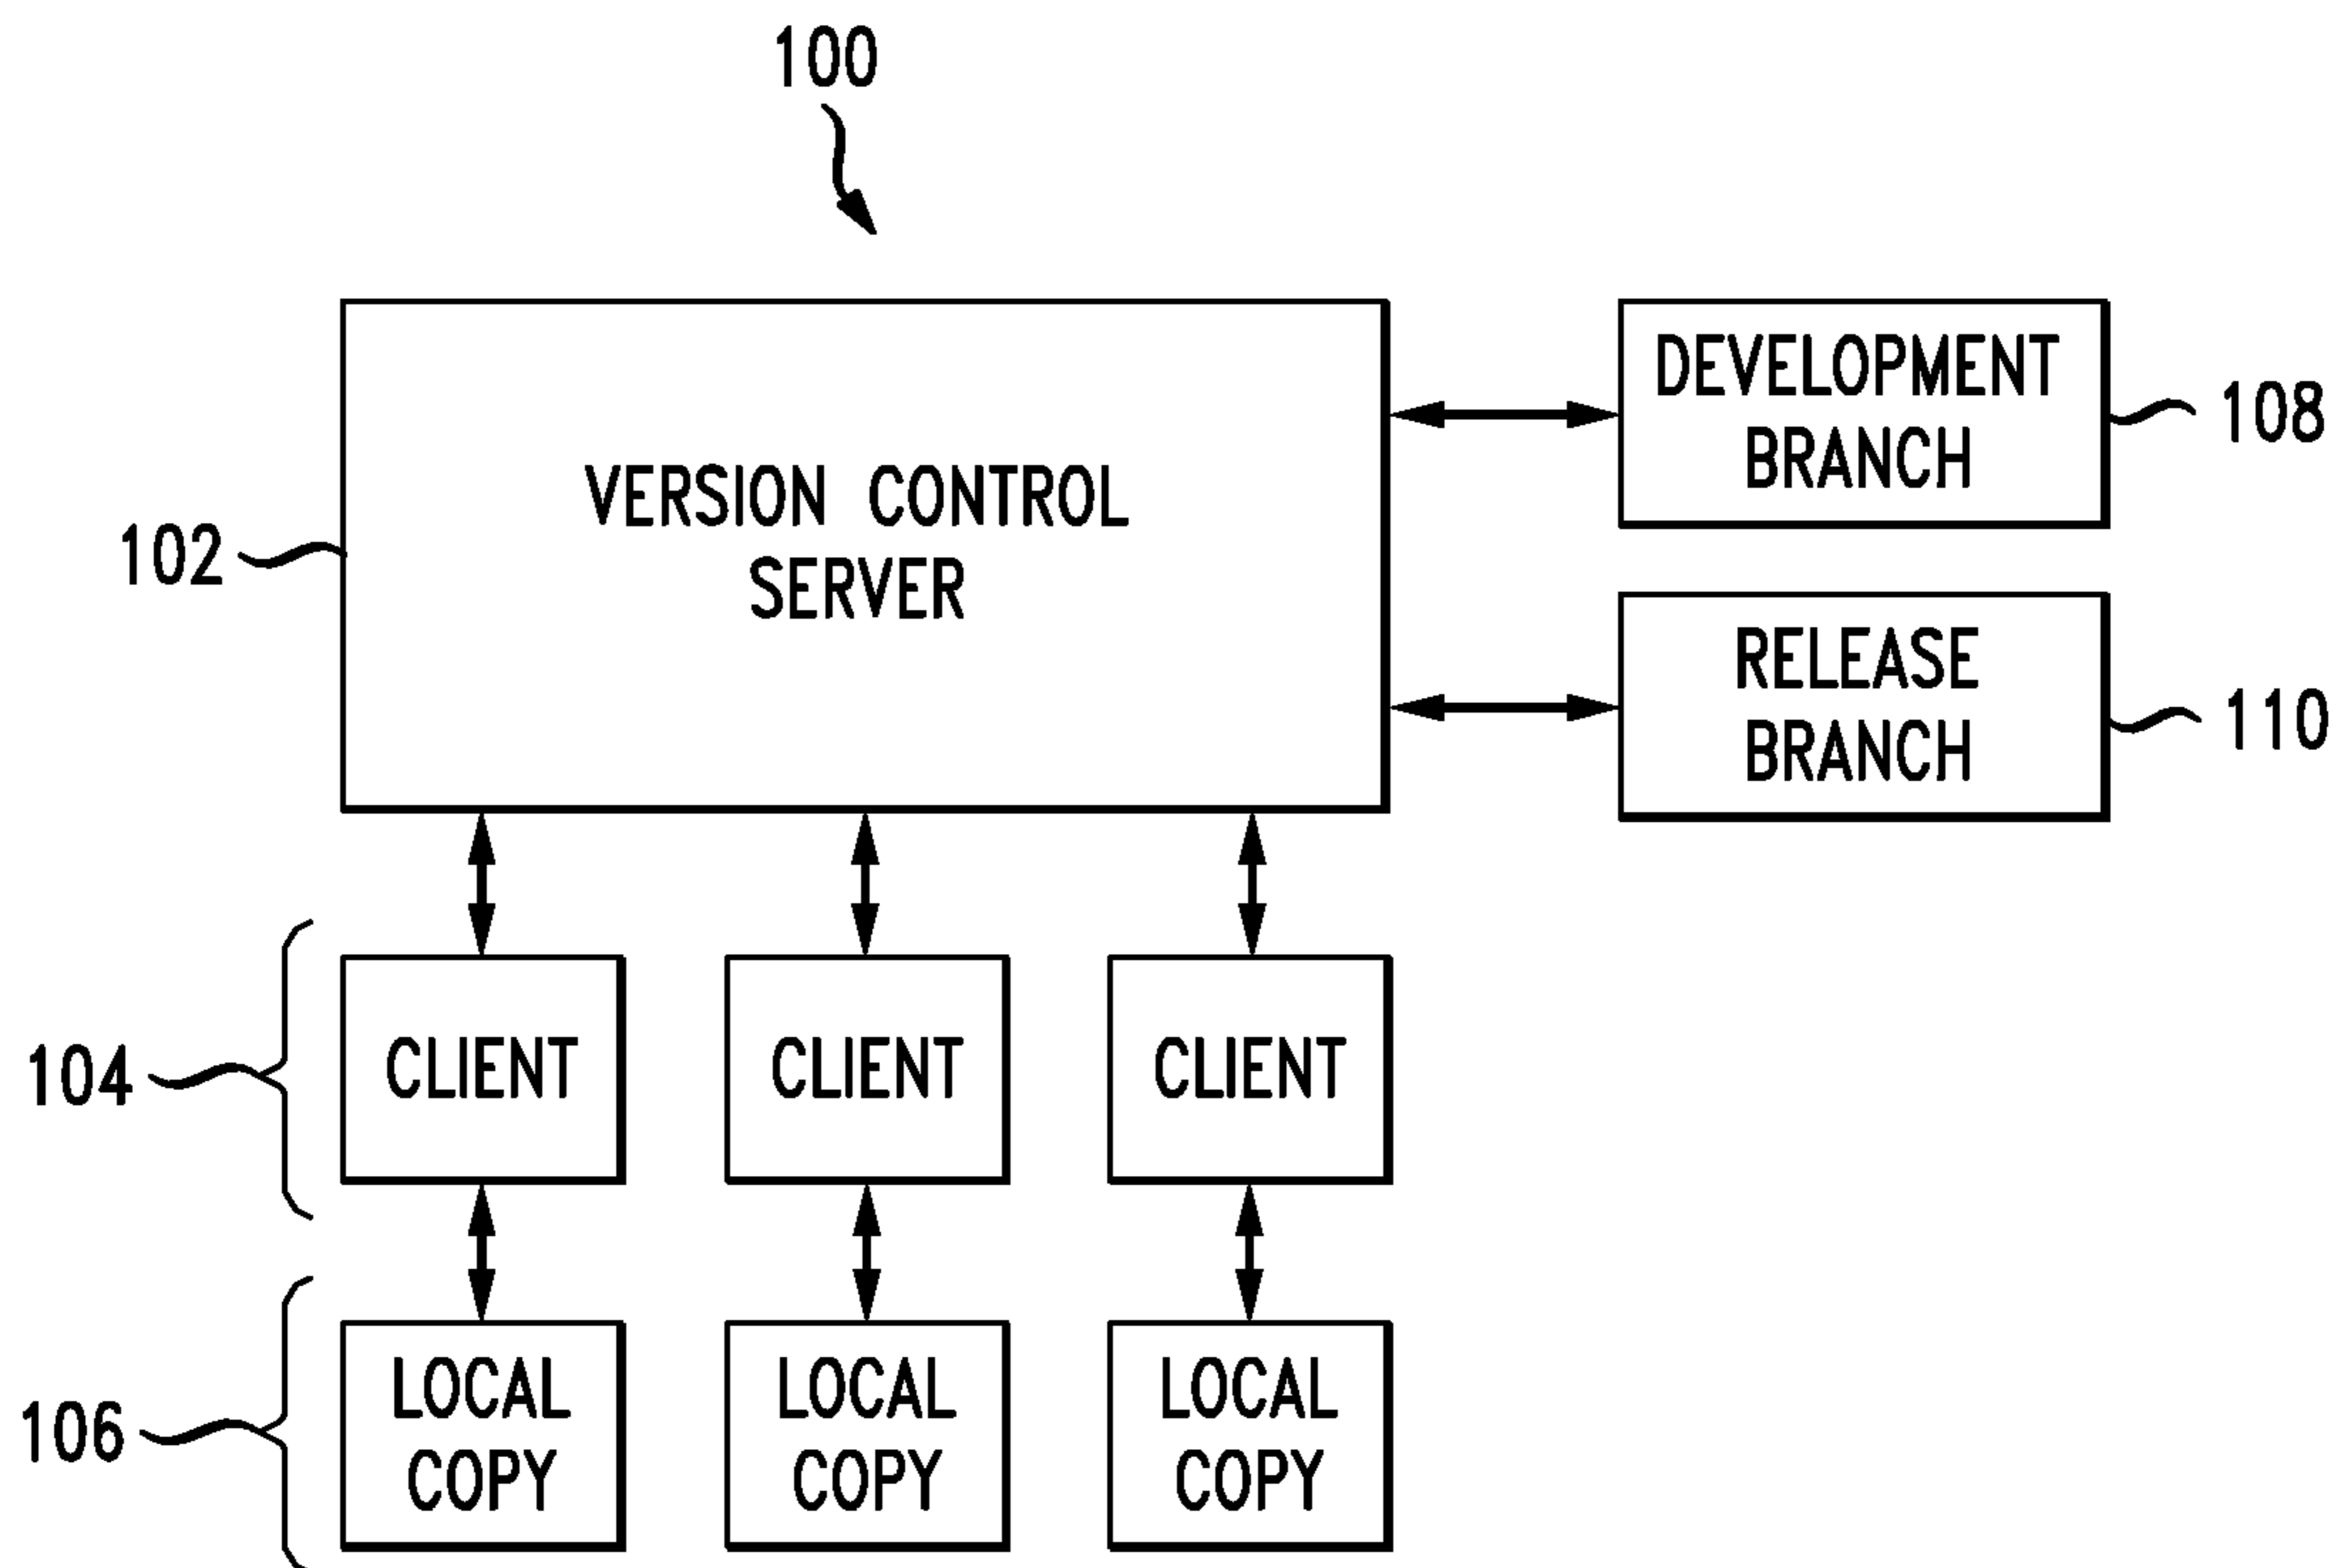 100
VERSION CONTROL
SERVER
102
DEVELOPMENT
BRANCH
108
RELEASE
BRANCH
110
104
CLIENT
CLIENT
CLIENT
106
LOCAL
COPY
LOCAL
COPY
LOCAL
COPY